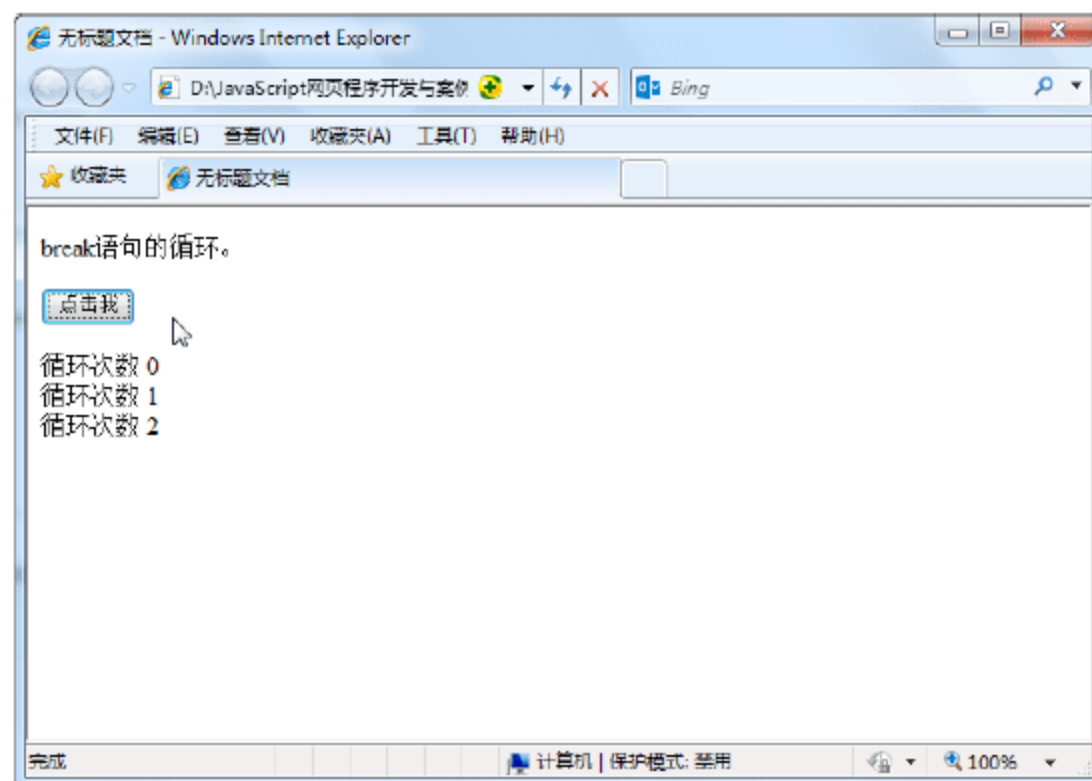 无标题文档 - Windows Internet Explorer
D:\JavaScript网页程序开发与案例
Bing
文件(F) 编辑(E) 查看(V) 收藏夹(A) 工具(T) 帮助(H)
收藏夹 无标题文档
break语句的循环。
点击我
循环次数 0
循环次数 1
循环次数 2
完成 计算机 | 保护模式: 禁用 100%